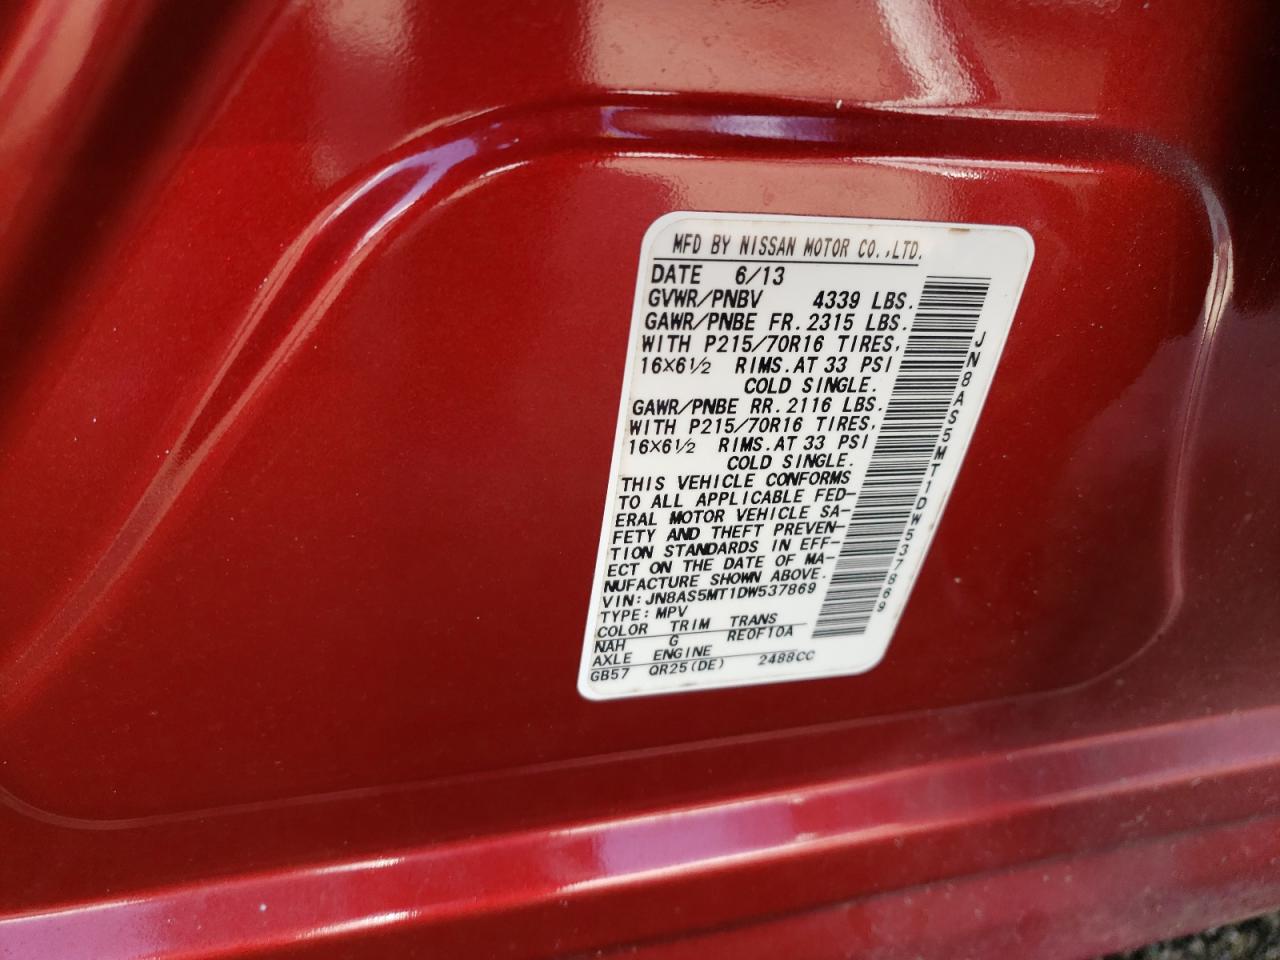 MFD BY NISSAN MOTOR CO.,LTD.
DATE 6/13
GVWR/PNBV 4339 LBS.
GAWR/PNBE FR. 2315 LBS.
WITH P215/70R16 TIRES,
16×6½ RIMS. AT 33 PSI
COLD SINGLE.
GAWR/PNBE RR. 2116 LBS.
WITH P215/70R16 TIRES,
16×6½ RIMS. AT 33 PSI
COLD SINGLE.
THIS VEHICLE CONFORMS
TO ALL APPLICABLE FED-
ERAL MOTOR VEHICLE SA-
FETY AND THEFT PREVEN-
TION STANDARDS IN EFF-
ECT ON THE DATE OF MA-
NUFACTURE SHOWN ABOVE.
VIN:JN8AS5MT1DW537869
TYPE:MPV
COLOR TRIM TRANS
NAH G RE0F10A
AXLE ENGINE
GB57 QR25(DE) 2488CC
JN8AS5MT1DW537869